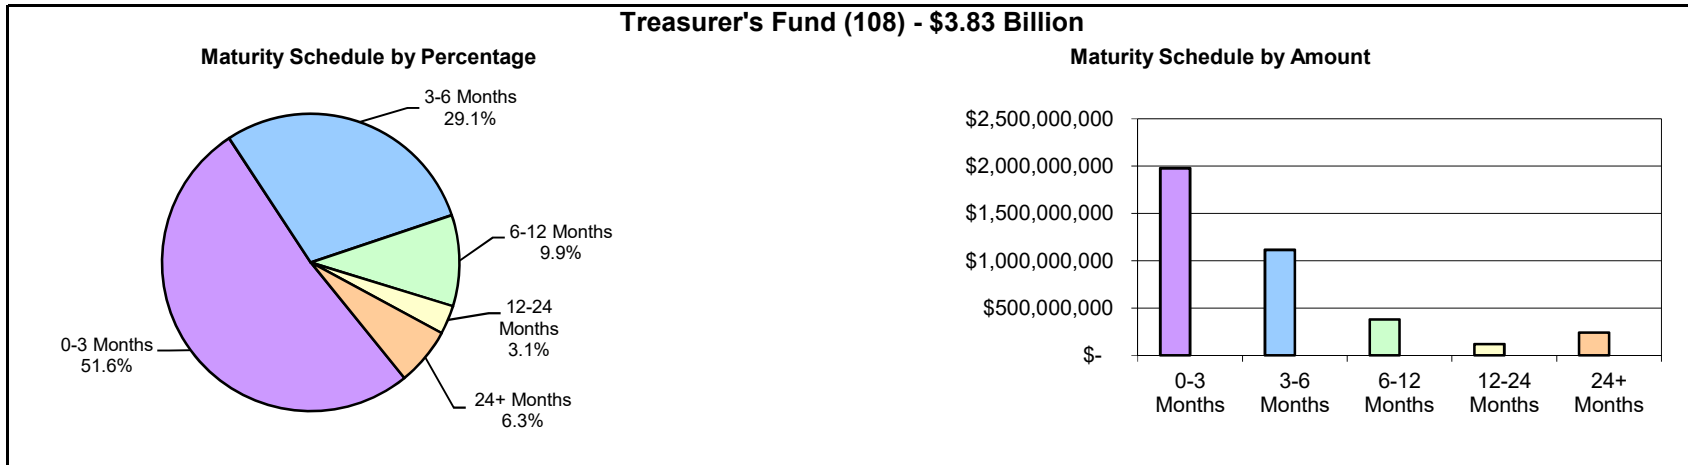 Treasurer's Fund (108) - $3.83 Billion
Maturity Schedule by Percentage
3-6 Months
29.1%
6-12 Months
9.9%
12-24
Months
3.1%
0-3 Months
51.6%
24+ Months
6.3%
Maturity Schedule by Amount
$2,500,000,000
$2,000,000,000
$1,500,000,000
$1,000,000,000
$500,000,000
$-
0-3
Months
3-6
Months
6-12
Months
12-24
Months
24+
Months